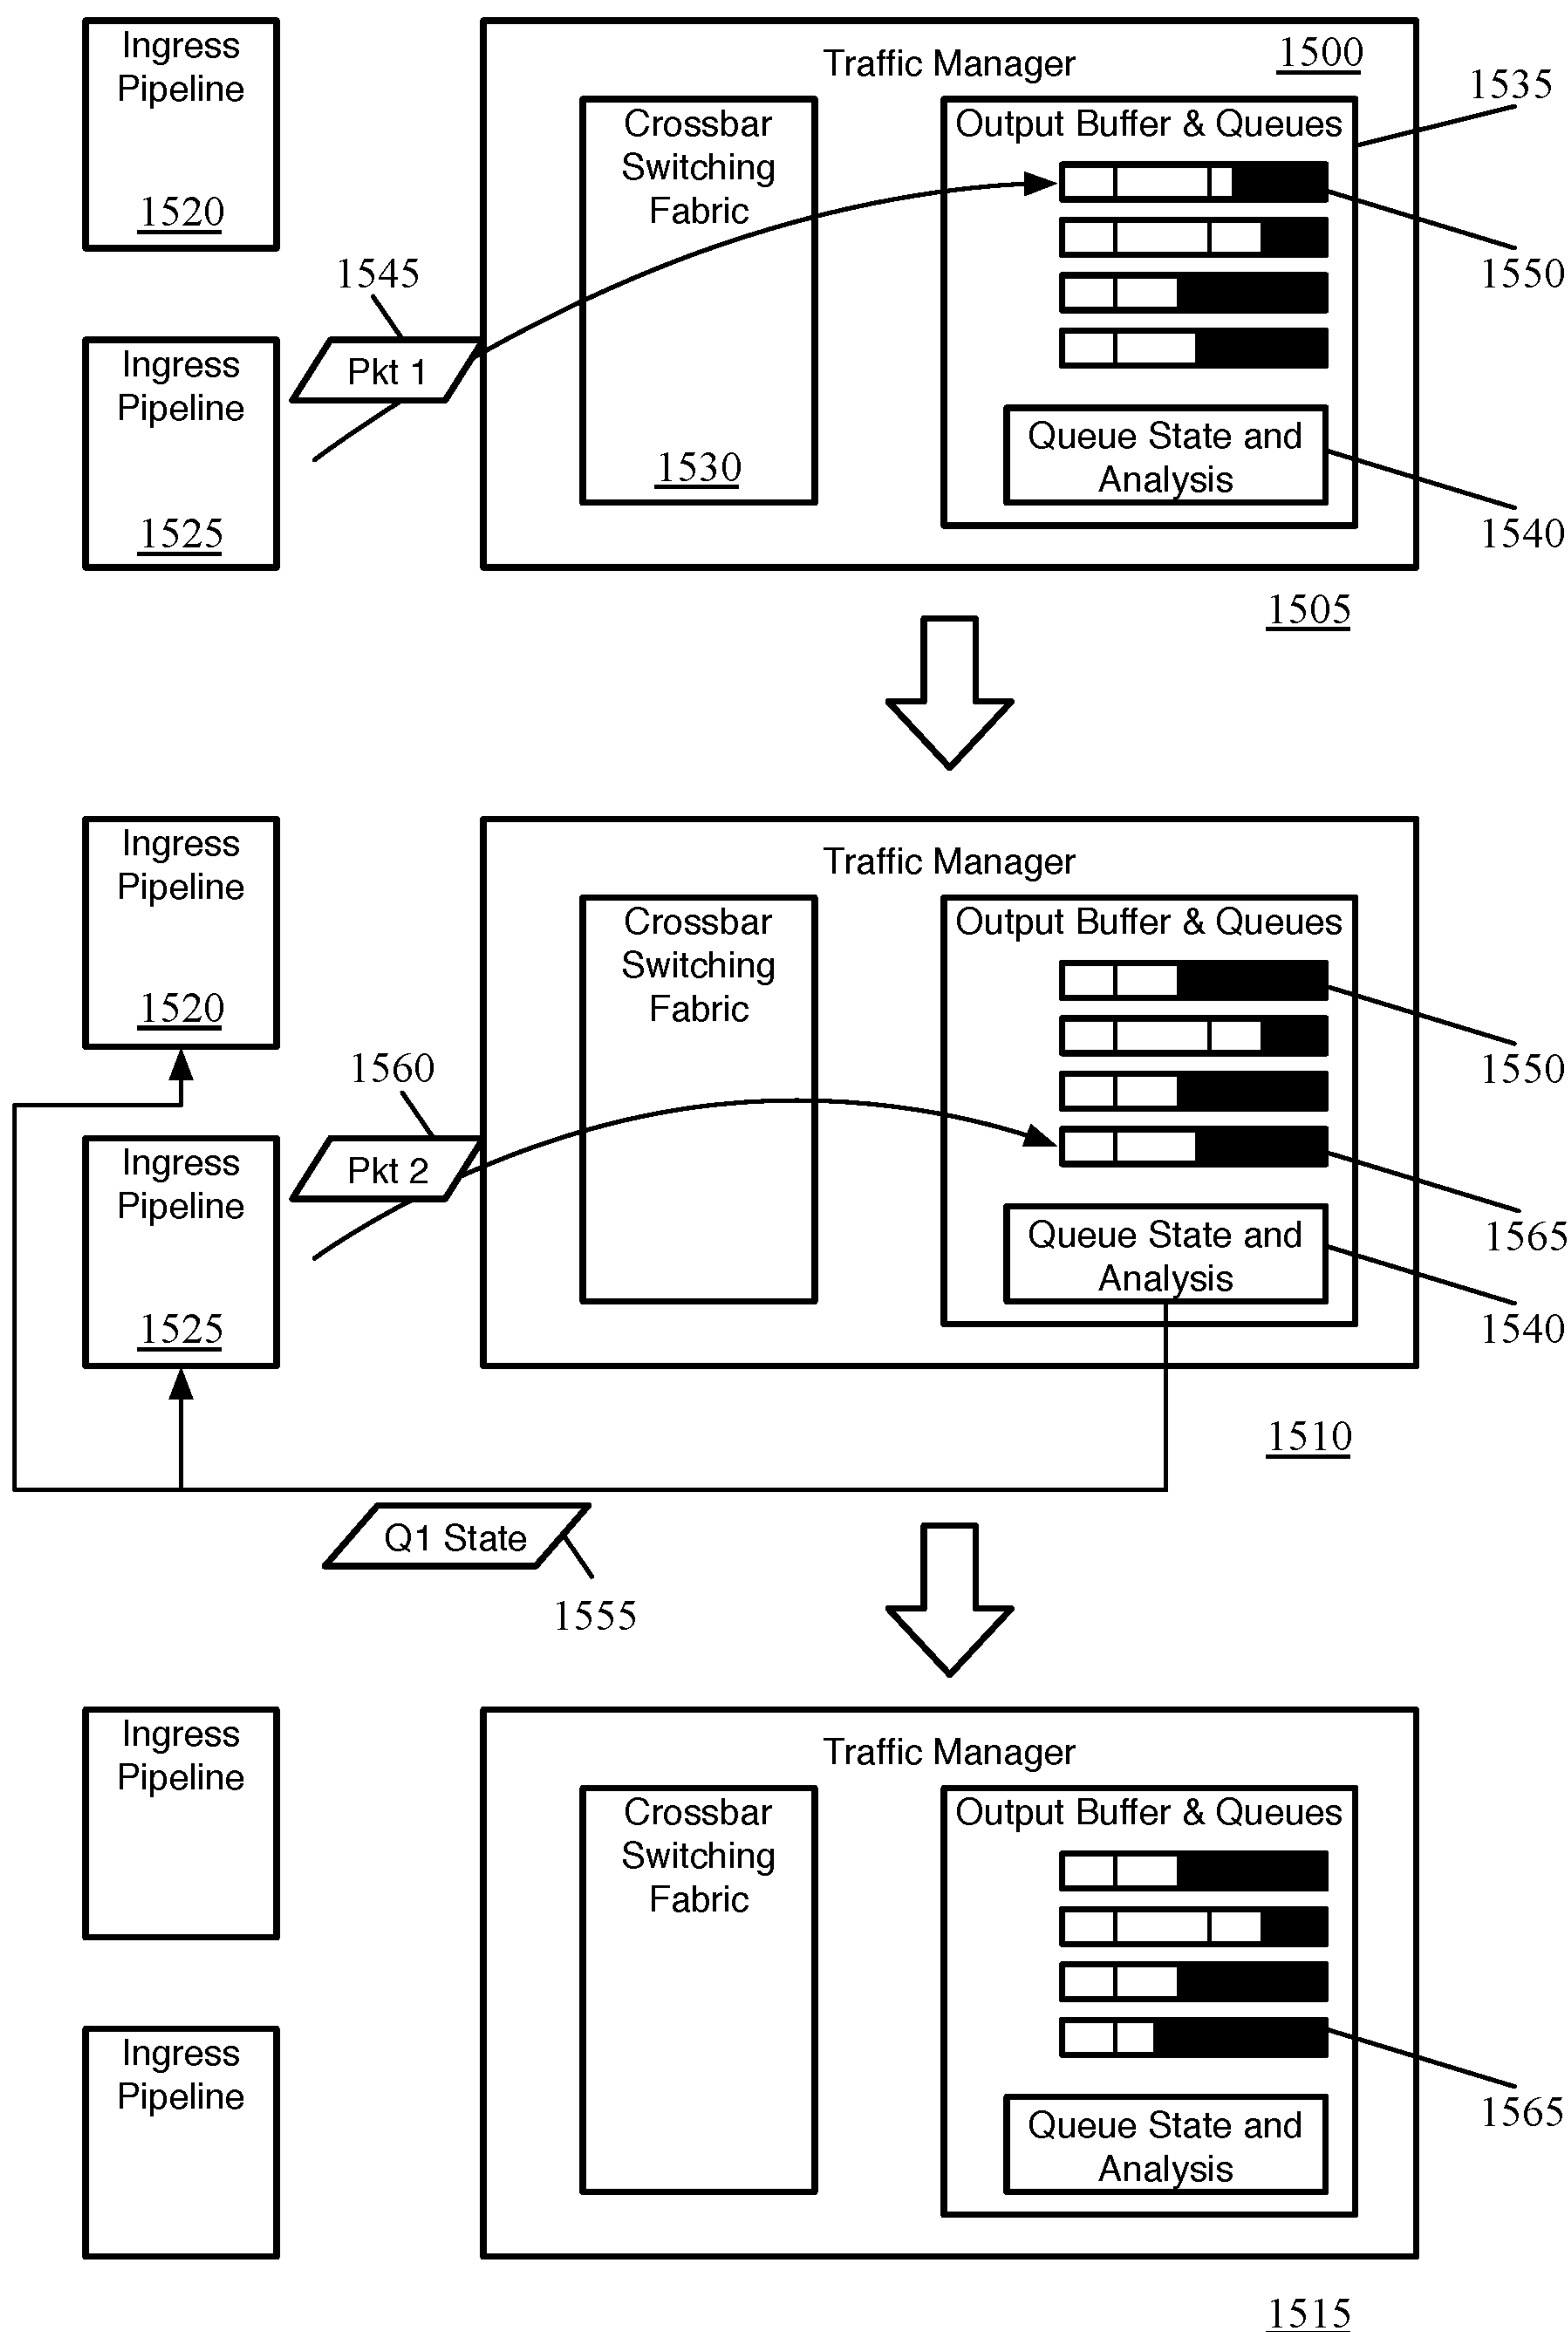 Ingress
Pipeline
1520
Traffic Manager
1500
1535
Crossbar
Switching
Fabric
Output Buffer & Queues
1550
1545
Pkt 1
Ingress
Pipeline
1525
1530
Queue State and
Analysis
1540
1505
Ingress
Pipeline
1520
Traffic Manager
Crossbar
Switching
Fabric
Output Buffer & Queues
1550
1560
Pkt 2
Ingress
Pipeline
1525
1565
Queue State and
Analysis
1540
1510
Q1 State
1555
Ingress
Pipeline
Traffic Manager
Crossbar
Switching
Fabric
Output Buffer & Queues
Ingress
Pipeline
1565
Queue State and
Analysis
1515